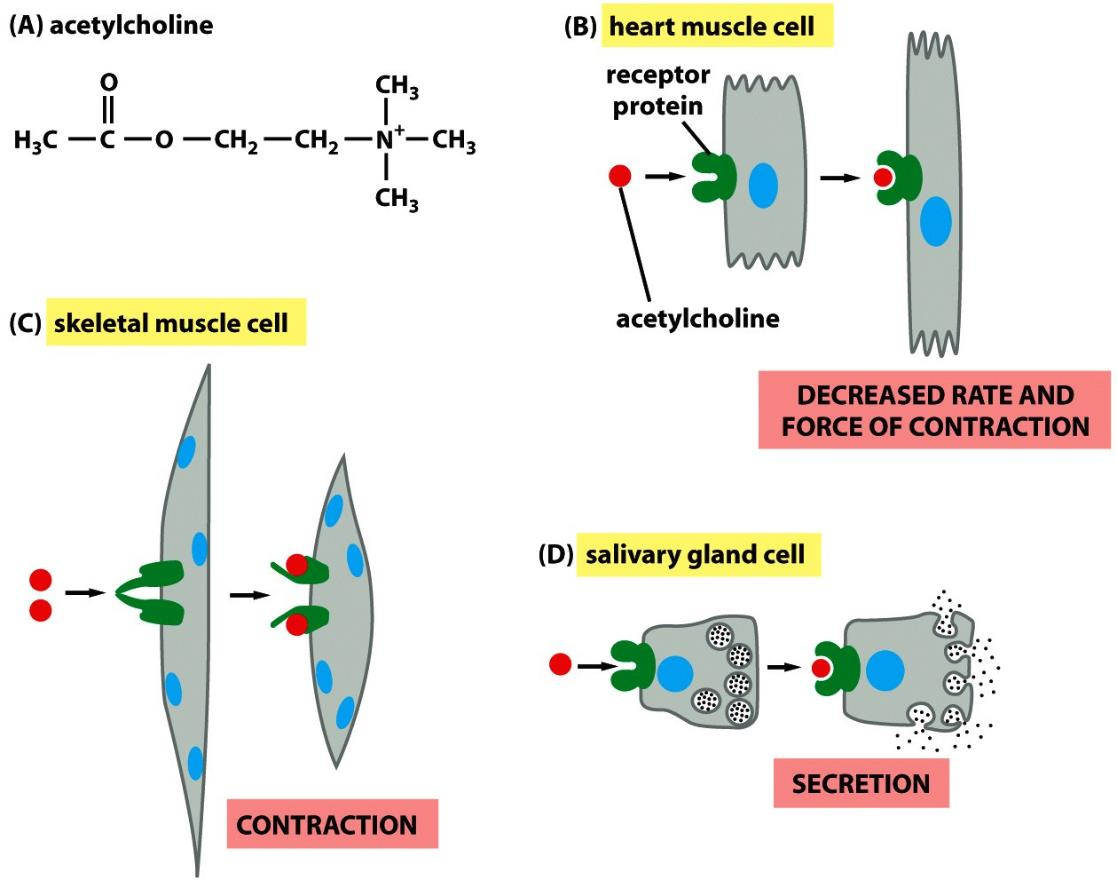 (A) acetylcholine
O
CH₃
H₃C — C — O — CH₂ — CH₂ — N⁺ — CH₃
CH₃
(B) heart muscle cell
receptor
protein
acetylcholine
DECREASED RATE AND
FORCE OF CONTRACTION
(C) skeletal muscle cell
CONTRACTION
(D) salivary gland cell
SECRETION